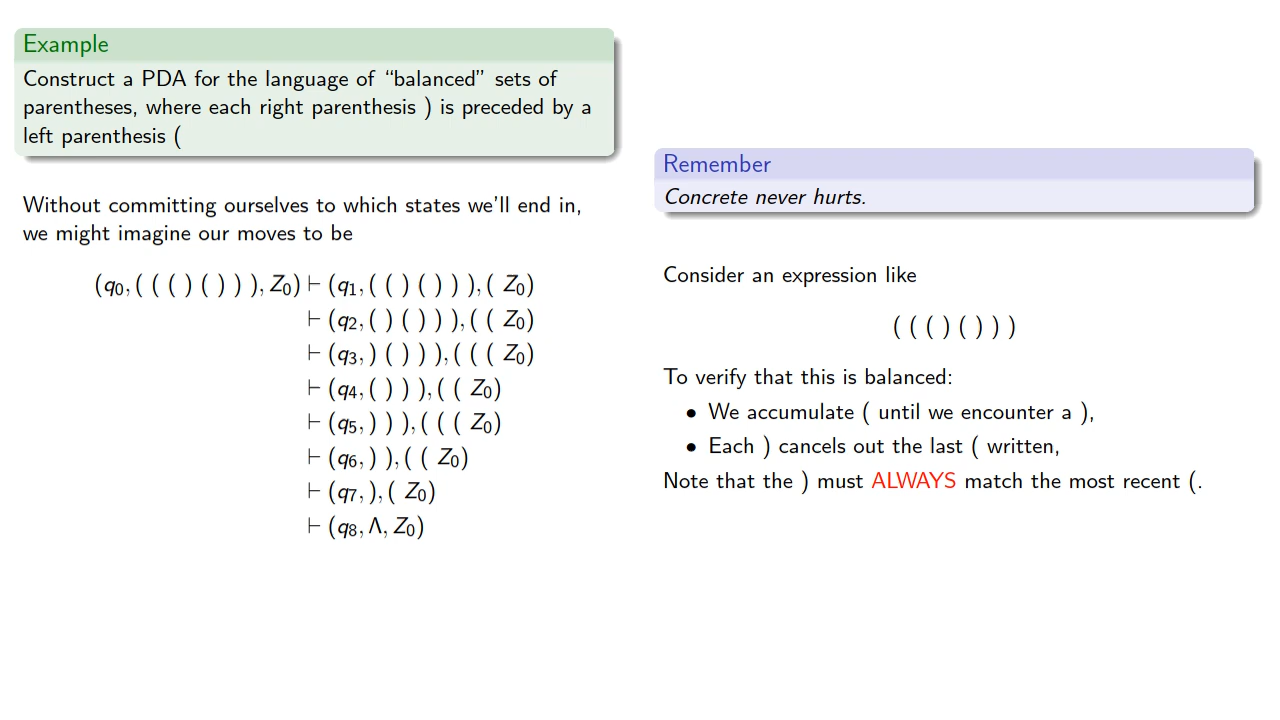 Example
Construct a PDA for the language of “balanced” sets of
parentheses, where each right parenthesis ) is preceded by a
left parenthesis (
Without committing ourselves to which states we’ll end in,
we might imagine our moves to be
(q₀, ( ( ( ) ( ) ) ), Z₀) ⊢ (q₁, ( ( ) ( ) ) ), ( Z₀)
⊢ (q₂, ( ) ( ) ) ), ( ( Z₀)
⊢ (q₃, ) ( ) ) ), ( ( ( Z₀)
⊢ (q₄, ( ) ) ), ( ( Z₀)
⊢ (q₅, ) ) ), ( ( ( Z₀)
⊢ (q₆, ) ), ( ( Z₀)
⊢ (q₇, ), ( Z₀)
⊢ (q₈, Λ, Z₀)
Remember
Concrete never hurts.
Consider an expression like
( ( ( ) ( ) ) )
To verify that this is balanced:
• We accumulate ( until we encounter a ),
• Each ) cancels out the last ( written,
Note that the ) must ALWAYS match the most recent (.